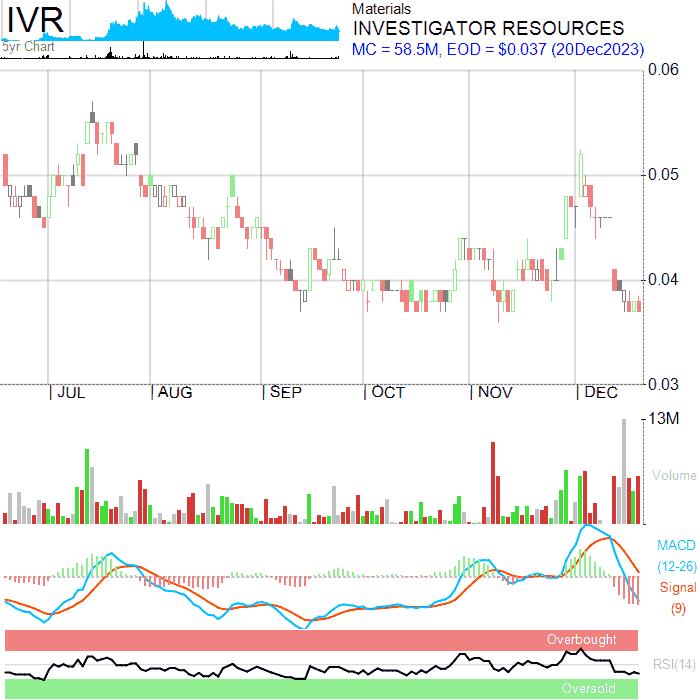 IVR
5yr Chart
Materials
INVESTIGATOR RESOURCES
MC = 58.5M, EOD = $0.037 (20Dec2023)
0.06
0.05
0.04
0.03
JUL AUG SEP OCT NOV DEC
13M
Volume
MACD
(12-26)
Signal
(9)
Overbought
RSI(14)
Oversold